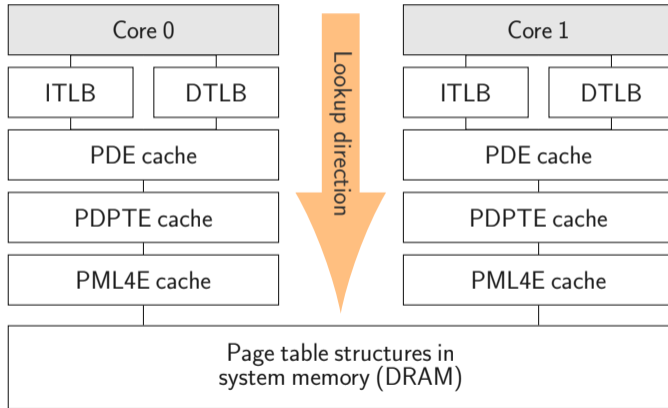 Core 0
ITLB
DTLB
PDE cache
PDPTE cache
PML4E cache
Lookup direction
Core 1
ITLB
DTLB
PDE cache
PDPTE cache
PML4E cache
Page table structures in
system memory (DRAM)